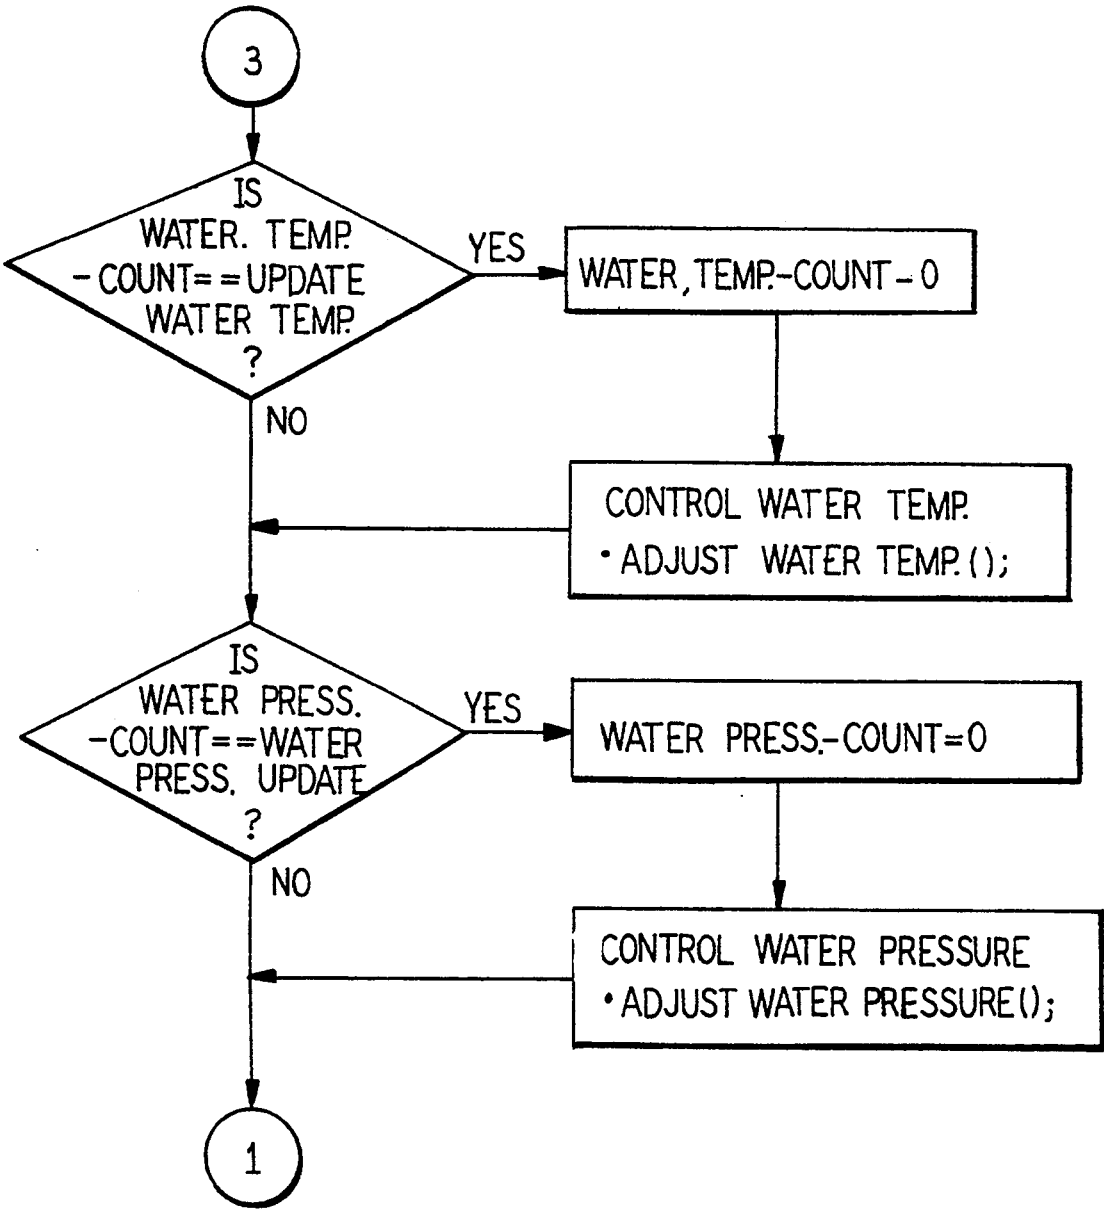 3
IS
WATER. TEMP.
-COUNT==UPDATE
WATER TEMP.
?
YES
WATER, TEMP.-COUNT-0
NO
CONTROL WATER TEMP.
• ADJUST WATER TEMP.();
IS
WATER PRESS.
-COUNT==WATER
PRESS. UPDATE
?
YES
WATER PRESS.-COUNT=0
NO
CONTROL WATER PRESSURE
• ADJUST WATER PRESSURE();
1